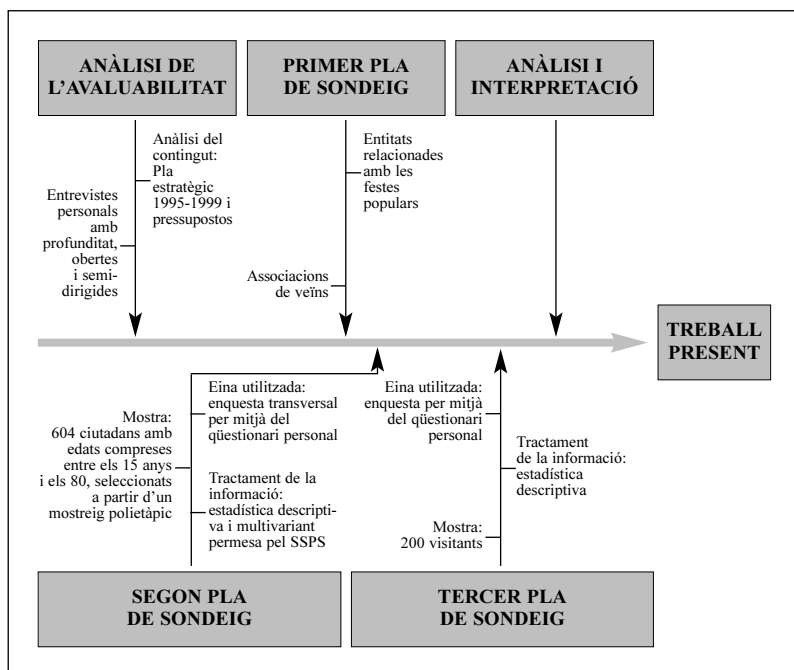 ANÀLISI DE
L’AVALUABILITAT
PRIMER PLA
DE SONDEIG
ANÀLISI I
INTERPRETACIÓ
Anàlisi del
contingut:
Pla
estratègic
1995-1999 i
pressupostos
Entrevistes
personals
amb
profunditat,
obertes
i semi-
dirigides
Entitats
relacionades
amb les
festes
populars
Associacions
de veïns
TREBALL
PRESENT
Mostra:
604 ciutadans amb
edats compreses
entre els 15 anys
i els 80, seleccionats
a partir d’un
mostreig polietàpic
Eina utilitzada:
enquesta transversal
per mitjà del
qüestionari personal
Tractament de la
informació:
estadística descripti-
va i multivariant
permesa pel SSPS
Eina utilitzada:
enquesta per mitjà
del qüestionari
personal
Tractament
de la informació:
estadística
descriptiva
Mostra:
200 visitants
SEGON PLA
DE SONDEIG
TERCER PLA
DE SONDEIG